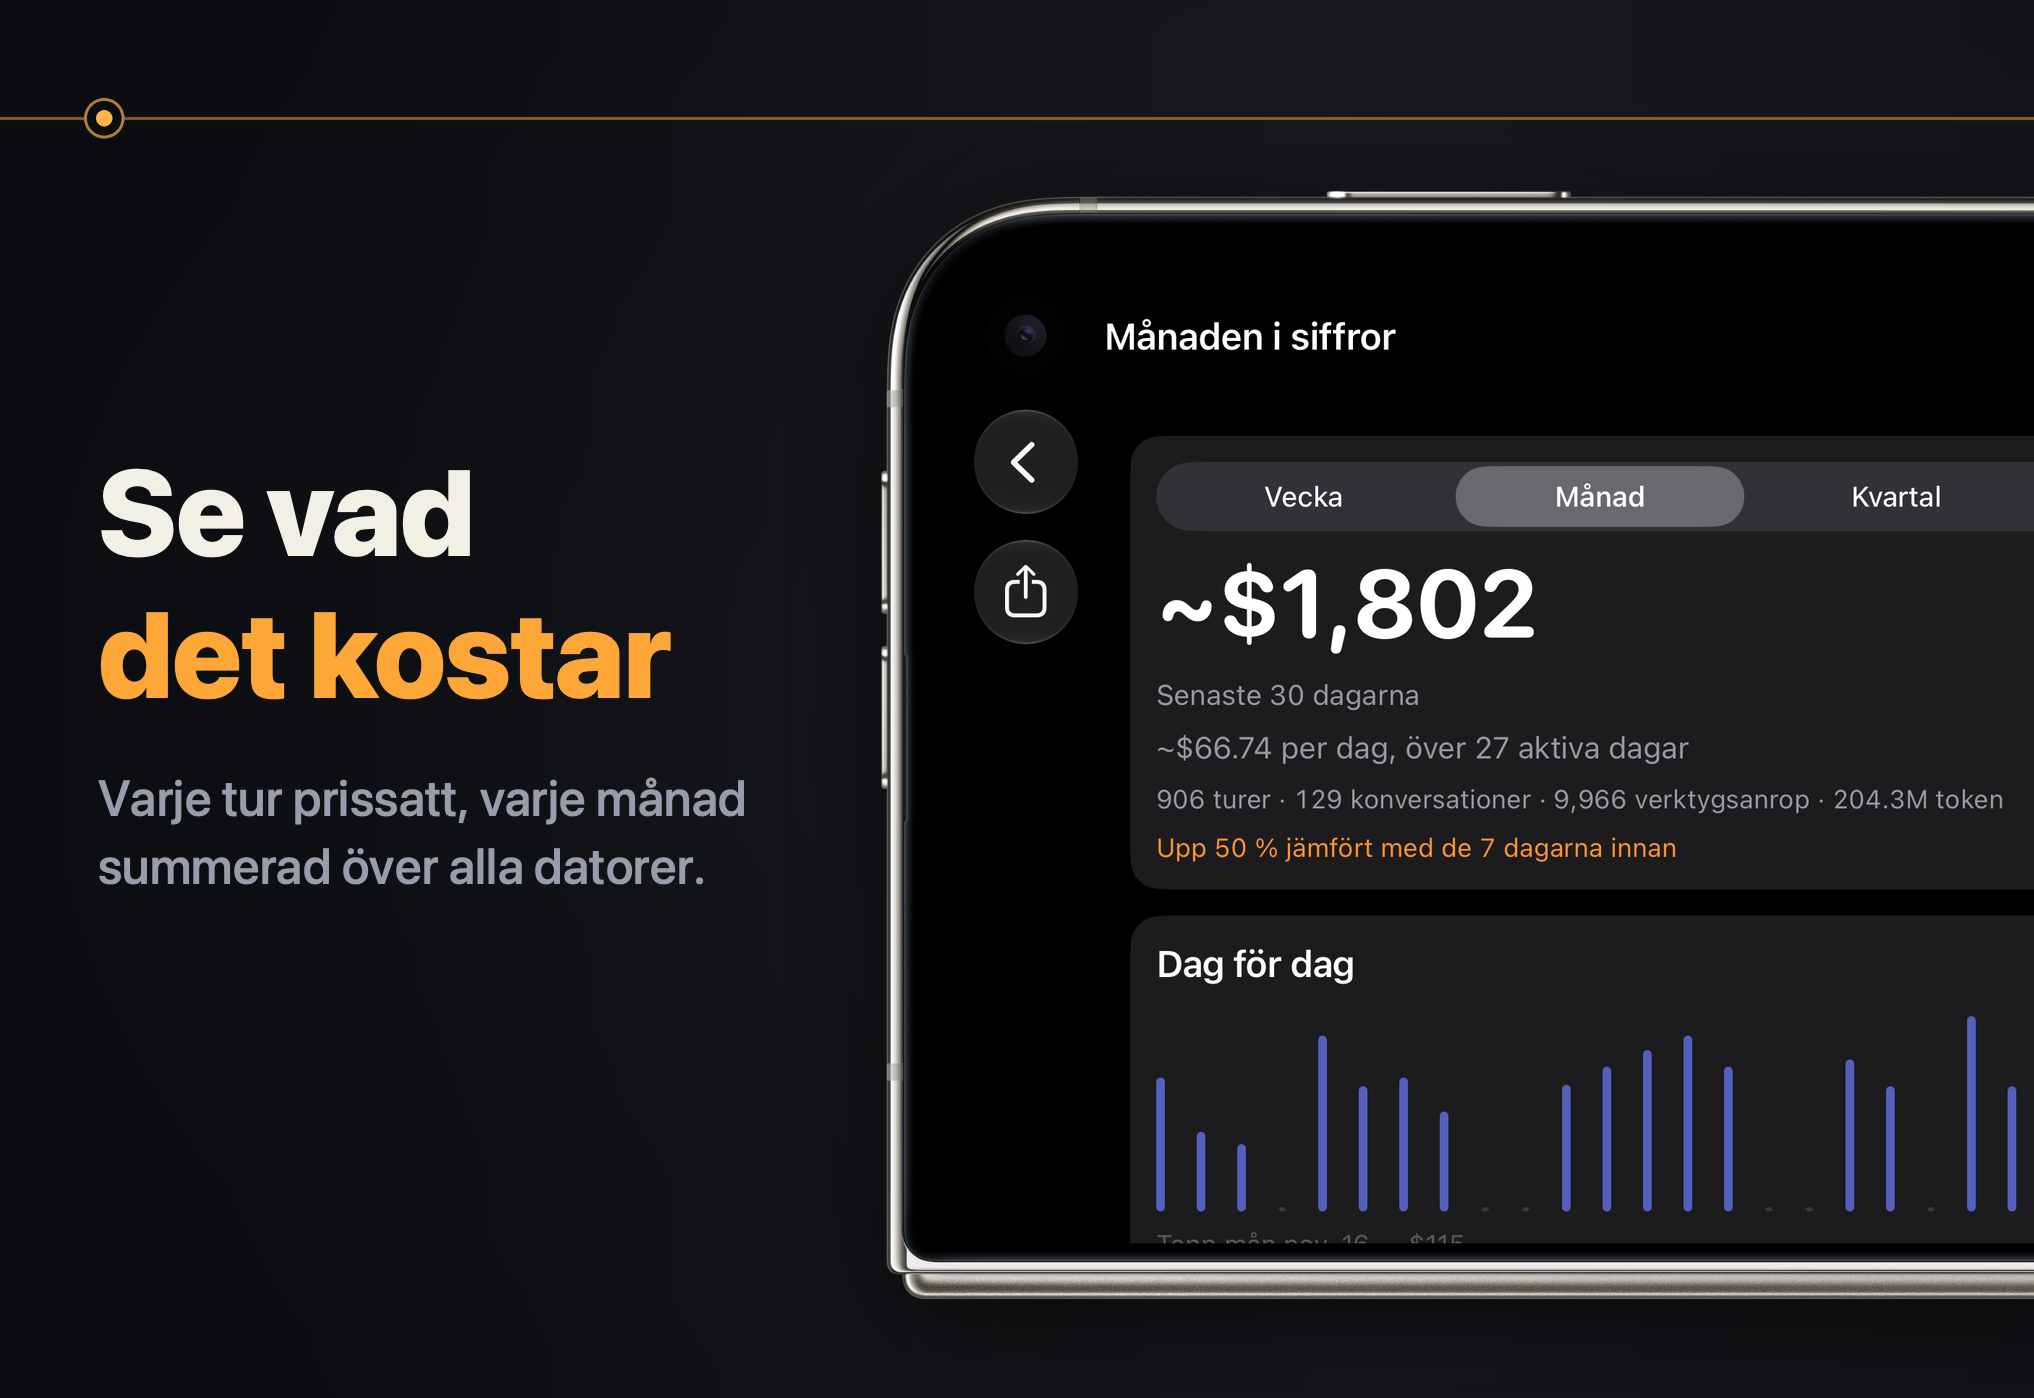 Se vad
det kostar
Varje tur prissatt, varje månad
summerad över alla datorer.
Månaden i siffror
Vecka Månad Kvartal
~$1,802
Senaste 30 dagarna
~$66.74 per dag, över 27 aktiva dagar
906 turer · 129 konversationer · 9,966 verktygsanrop · 204.3M token
Upp 50 % jämfört med de 7 dagarna innan
Dag för dag